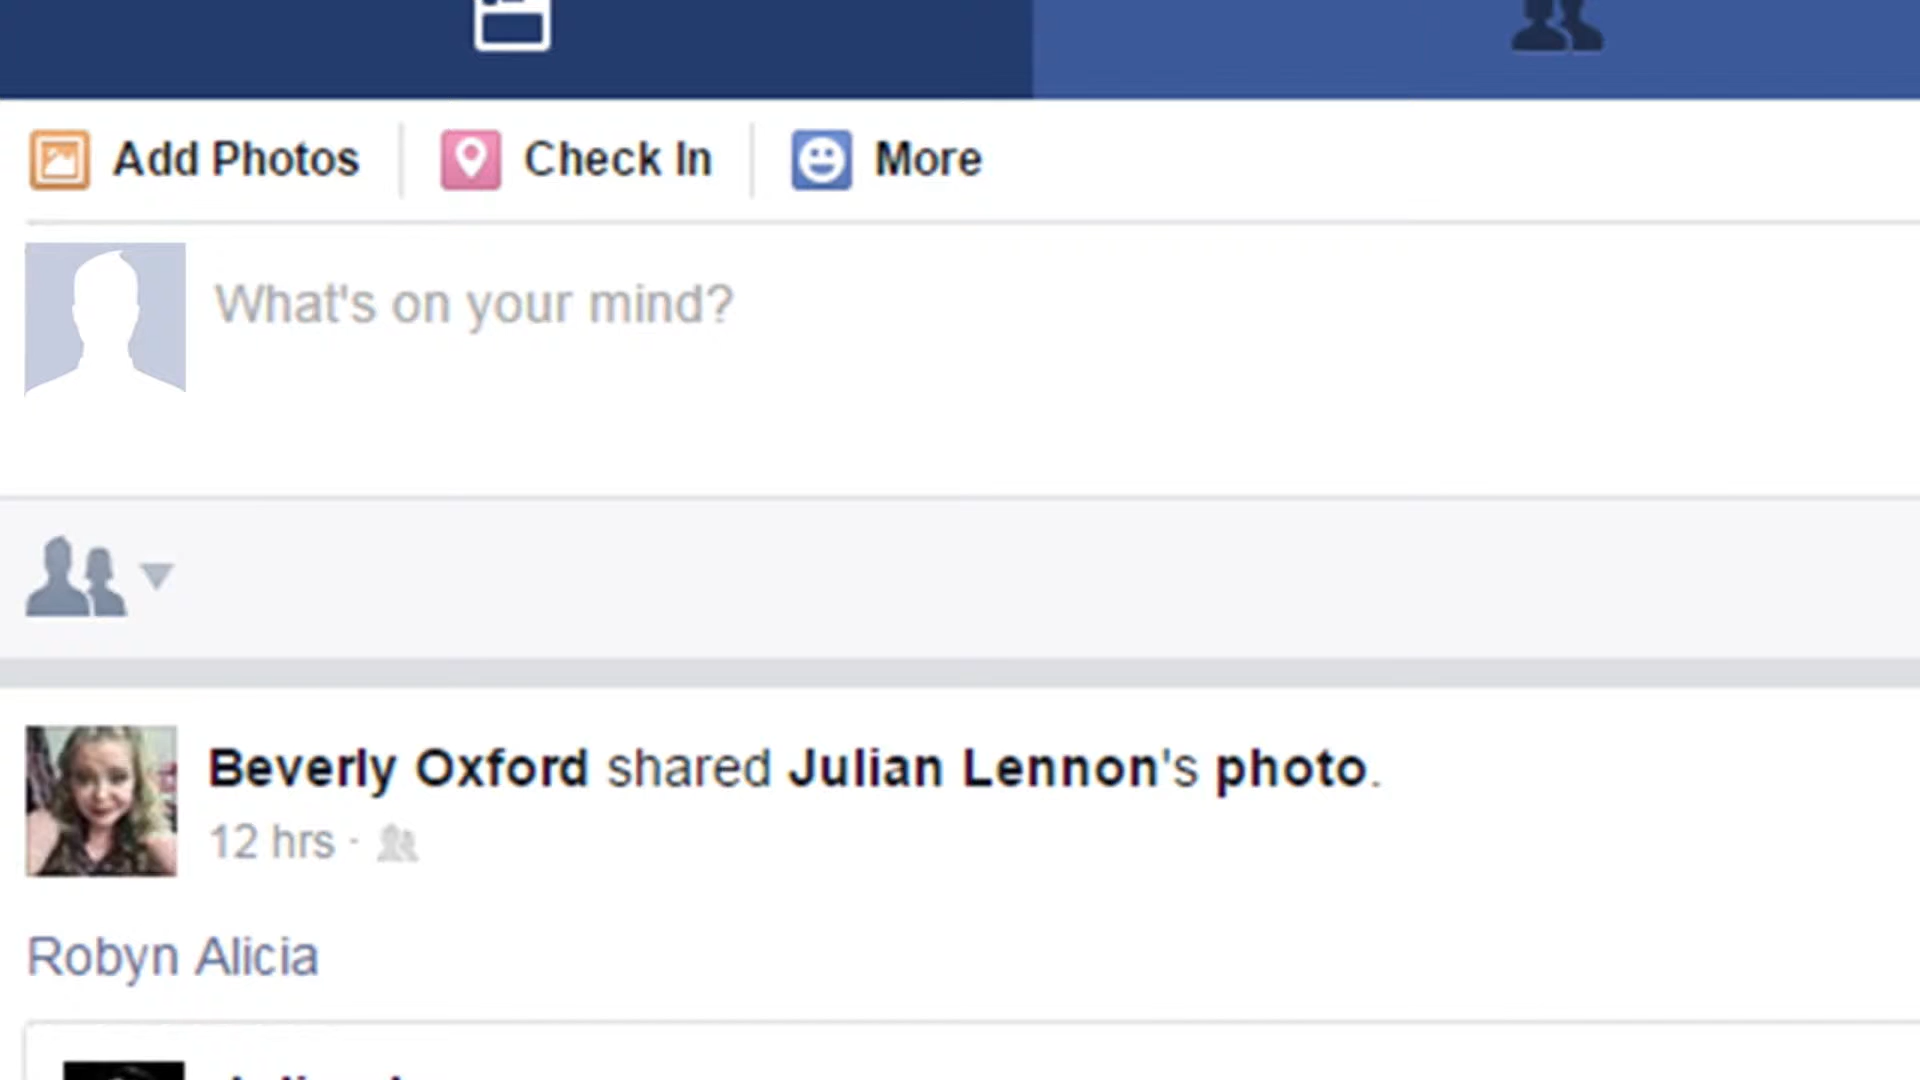 Add Photos
Check In
More
What's on your mind?
Beverly Oxford shared Julian Lennon's photo.
12 hrs ·
Robyn Alicia